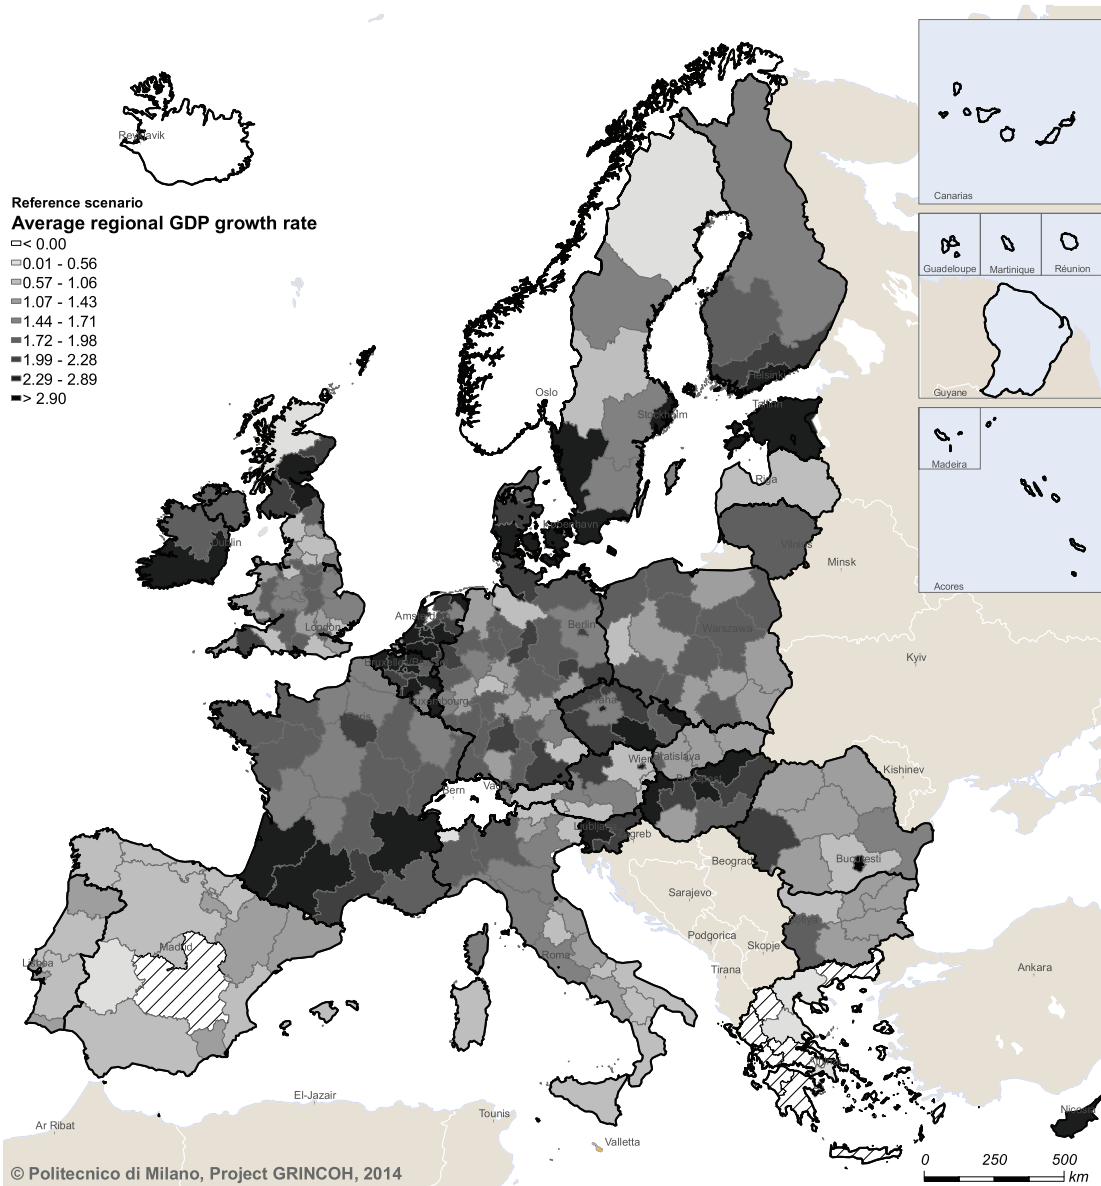 Reykjavik
Reference scenario
Average regional GDP growth rate
< 0.00
0.01 - 0.56
0.57 - 1.06
1.07 - 1.43
1.44 - 1.71
1.72 - 1.98
1.99 - 2.28
2.29 - 2.89
> 2.90
Canarias
Guadeloupe
Martinique
Réunion
Guyane
Madeira
Acores
Oslo
Helsinki
Tallinn
Stockholm
Riga
København
Dublin
Vilnius
Minsk
London
Berlin
Warszawa
Kyiv
Luxembourg
Praha
Paris
Wien
Bratislava
Kishinev
Bern
Budapest
Ljubljana
Zagreb
Beograd
Bucuresti
Sarajevo
Podgorica
Skopje
Madrid
Roma
Lisboa
Tirana
Ankara
El-Jazair
Tounis
Ar Ribat
Nicosia
Valletta
© Politecnico di Milano, Project GRINCOH, 2014
0 250 500
km